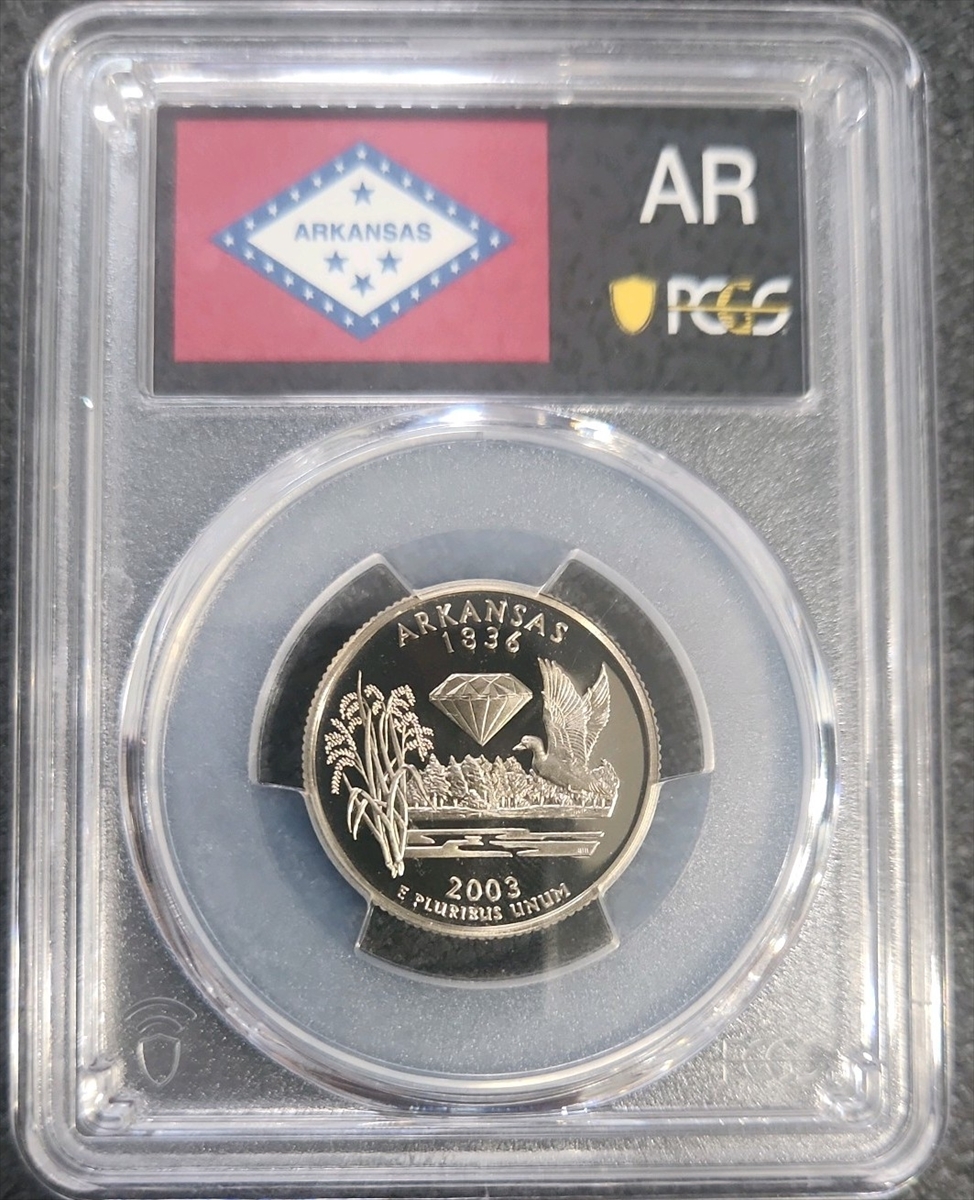 ARKANSAS
AR
PCGS
ARKANSAS
1836
2003
E PLURIBUS UNUM